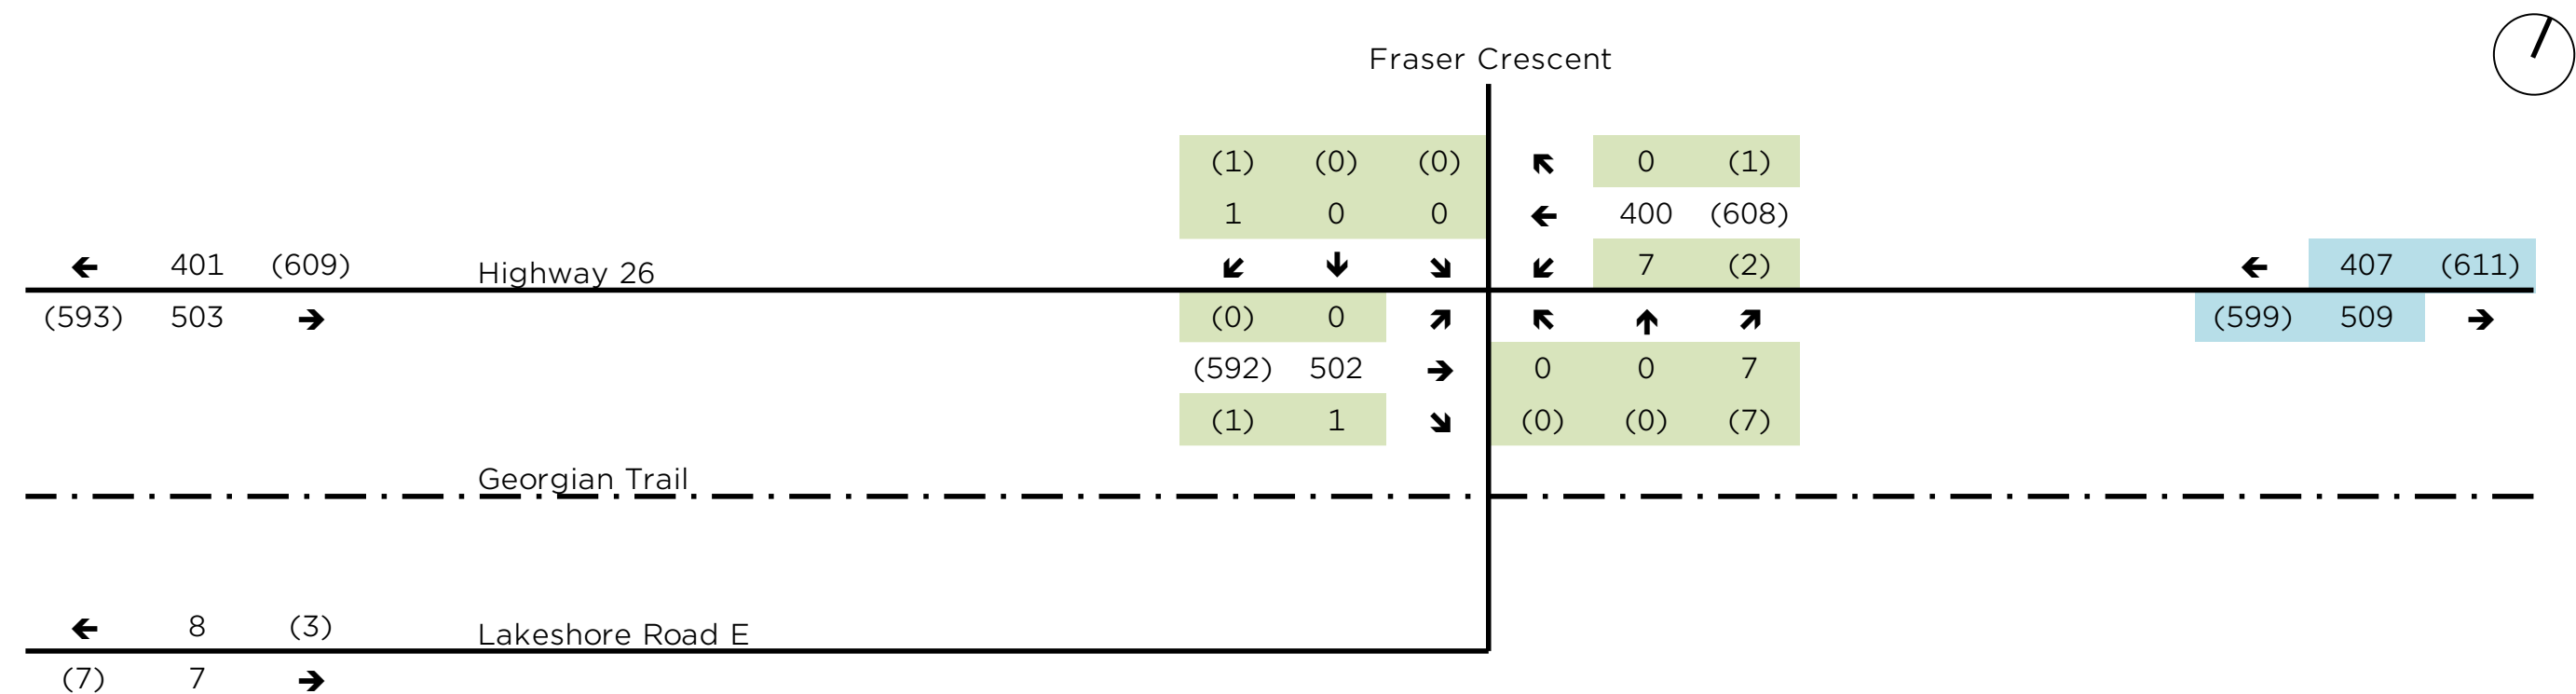 Fraser Crescent
(1) (0) (0) 0 (1)
1 0 0 400 (608)
401 (609) Highway 26 7 (2) 407 (611)
(593) 503 (0) 0 (599) 509
(592) 502 0 0 7
(1) 1 (0) (0) (7)
Georgian Trail
8 (3) Lakeshore Road E
(7) 7